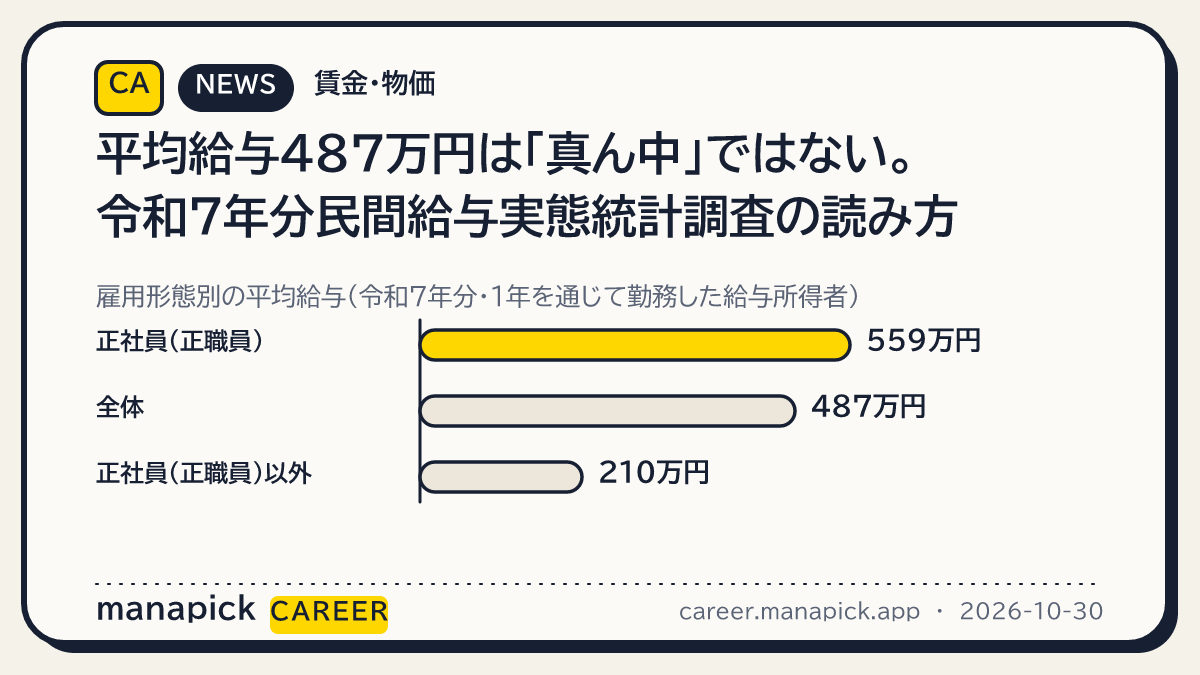 CA NEWS 賃金・物価
平均給与487万円は「真ん中」ではない。
令和7年分民間給与実態統計調査の読み方
雇用形態別の平均給与（令和7年分・1年を通じて勤務した給与所得者）
正社員（正職員） 559万円
全体 487万円
正社員（正職員）以外 210万円
manapick CAREER career.manapick.app ・ 2026-10-30